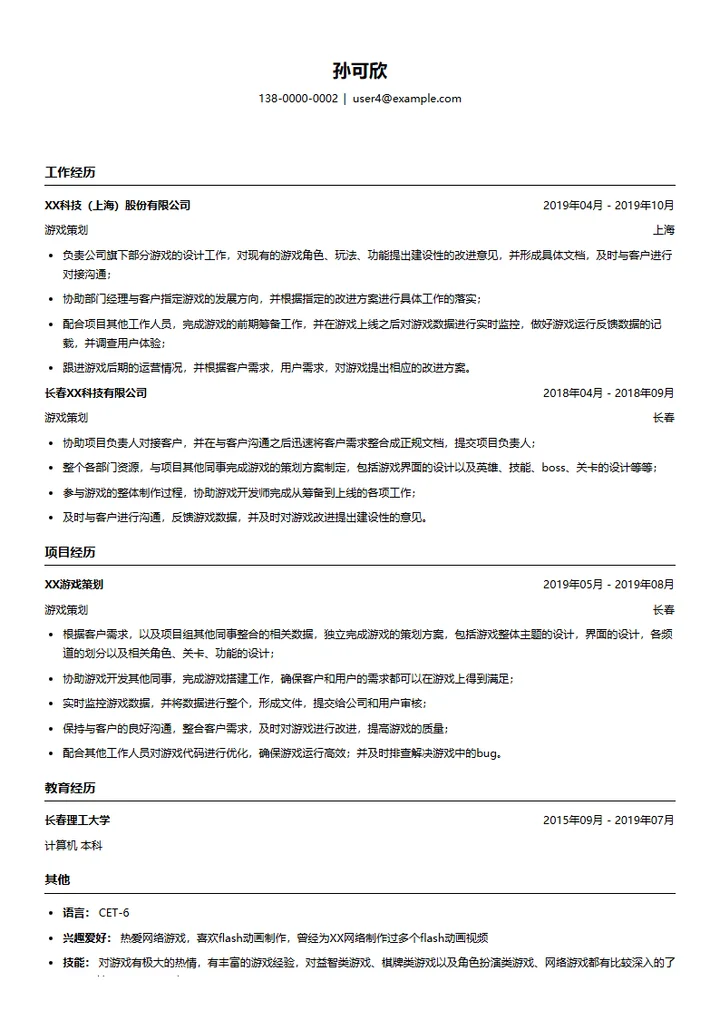 孙可欣
138-0000-0002 | user4@example.com
工作经历
XX科技（上海）股份有限公司 2019年04月 - 2019年10月
游戏策划 上海
• 负责公司旗下部分游戏的设计工作，对现有的游戏角色、玩法、功能提出建设性的改进意见，并形成具体文档，及时与客户进行
对接沟通；
• 协助部门经理与客户指定游戏的发展方向，并根据指定的改进方案进行具体工作的落实；
• 配合项目其他工作人员，完成游戏的前期筹备工作，并在游戏上线之后对游戏数据进行实时监控，做好游戏运行反馈数据的记
载，并调查用户体验；
• 跟进游戏后期的运营情况，并根据客户需求，用户需求，对游戏提出相应的改进方案。
长春XX科技有限公司 2018年04月 - 2018年09月
游戏策划 长春
• 协助项目负责人对接客户，并在与客户沟通之后迅速将客户需求整合成正规文档，提交项目负责人；
• 整个各部门资源，与项目其他同事完成游戏的策划方案制定，包括游戏界面的设计以及英雄、技能、boss、关卡的设计等等；
• 参与游戏的整体制作过程，协助游戏开发师完成从筹备到上线的各项工作；
• 及时与客户进行沟通，反馈游戏数据，并及时对游戏改进提出建设性的意见。
项目经历
XX游戏策划 2019年05月 - 2019年08月
游戏策划 长春
• 根据客户需求，以及项目组其他同事整合的相关数据，独立完成游戏的策划方案，包括游戏整体主题的设计，界面的设计，各频
道的划分以及相关角色、关卡、功能的设计；
• 协助游戏开发其他同事，完成游戏搭建工作，确保客户和用户的需求都可以在游戏上得到满足；
• 实时监控游戏数据，并将数据进行整个，形成文件，提交给公司和用户审核；
• 保持与客户的良好沟通，整合客户需求，及时对游戏进行改进，提高游戏的质量；
• 配合其他工作人员对游戏代码进行优化，确保游戏运行高效；并及时排查解决游戏中的bug。
教育经历
长春理工大学 2015年09月 - 2019年07月
计算机 本科
其他
• 语言： CET-6
• 兴趣爱好： 热爱网络游戏，喜欢flash动画制作，曾经为XX网络制作过多个flash动画视频
• 技能： 对游戏有极大的热情，有丰富的游戏经验，对益智类游戏、棋牌类游戏以及角色扮演类游戏、网络游戏都有比较深入的了